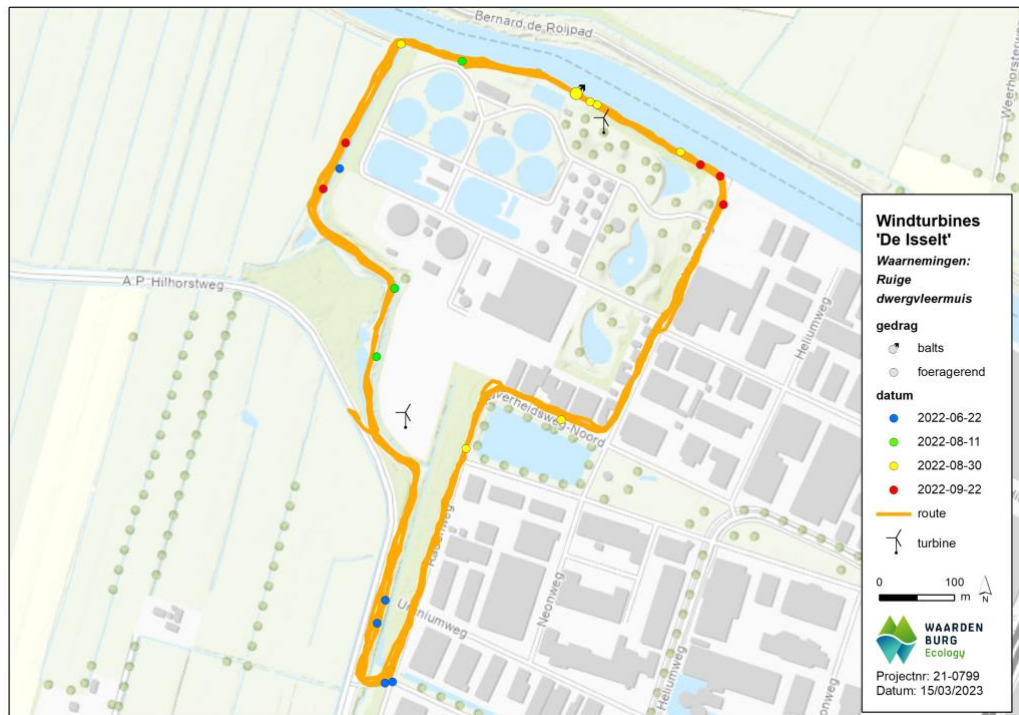 Bernard de Roijpad
Weerhorsterweg
A.P. Hilhorstweg
Heliumweg
verheidsweg-Noord
Uraniumweg
Neonweg
Heliumweg
onweg
Windturbines
'De Isselt'
Waarnemingen:
Ruige
dwergvleermuis
gedrag
balts
foeragerend
datum
2022-06-22
2022-08-11
2022-08-30
2022-09-22
route
turbine
0 100
m
N
WAARDEN
BURG
Ecology
Projectnr: 21-0799
Datum: 15/03/2023